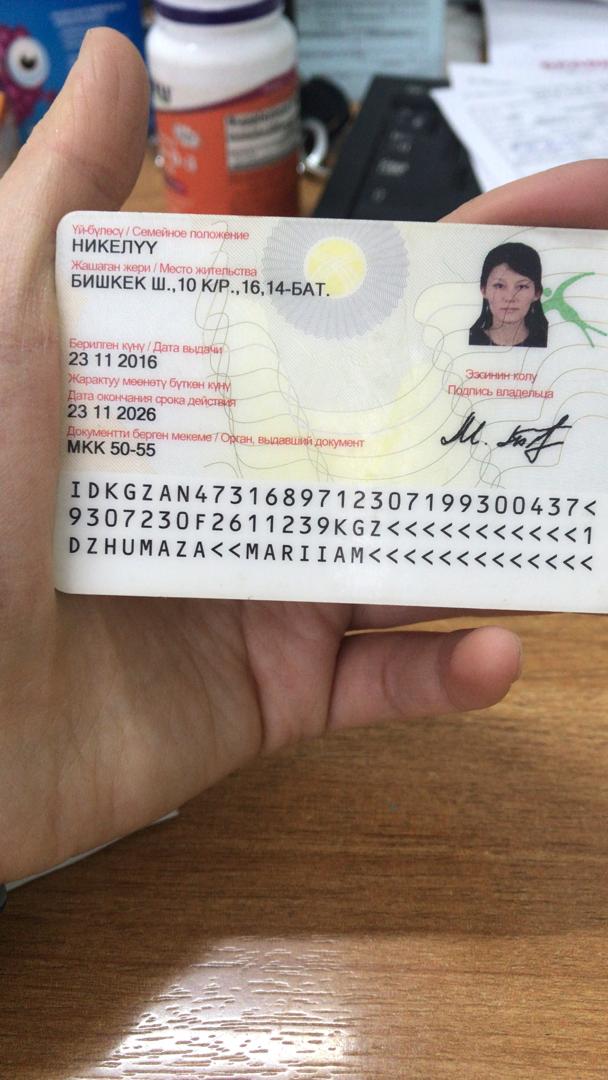 Үй-бүлөсү / Семейное положение
НИКЕЛҮҮ
Жашаган жери / Место жительства
БИШКЕК Ш.,10 К/Р.,16,14-БАТ.
Берилген күнү / Дата выдачи
23 11 2016
Жарактуу мөөнөтү бүткөн күнү
Дата окончания срока действия
23 11 2026
Документти берген мекеме / Орган, выдавший документ
МКК 50-55
Ээсинин колу
Подпись владельца
IDKGZAN4731689712307199300437<
9307230F2611239KGZ<<<<<<<<<<<1
DZHUMAZA<<MARIIAM<<<<<<<<<<<<<